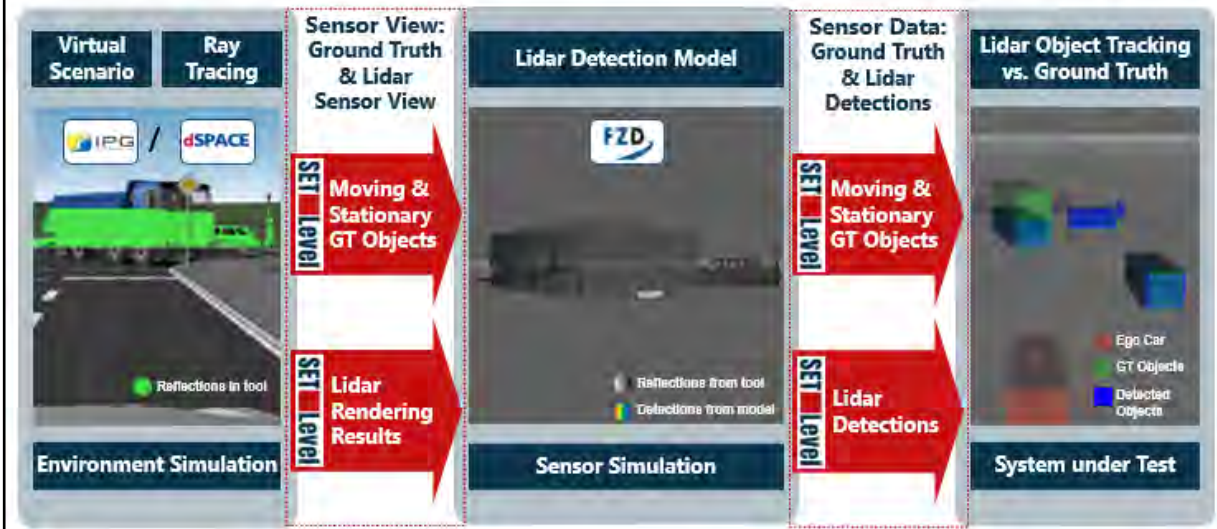 Virtual
Scenario
Ray
Tracing
IPG
/
dSPACE
Reflections in tool
Environment Simulation
Sensor View:
Ground Truth
& Lidar
Sensor View
SET Level
Moving &
Stationary
GT Objects
SET Level
Lidar
Rendering
Results
Lidar Detection Model
FZD
Reflections from tool
Detections from model
Sensor Simulation
Sensor Data:
Ground Truth
& Lidar
Detections
SET Level
Moving &
Stationary
GT Objects
SET Level
Lidar
Detections
Lidar Object Tracking
vs. Ground Truth
Ego Car
GT Objects
Detected
Objects
System under Test